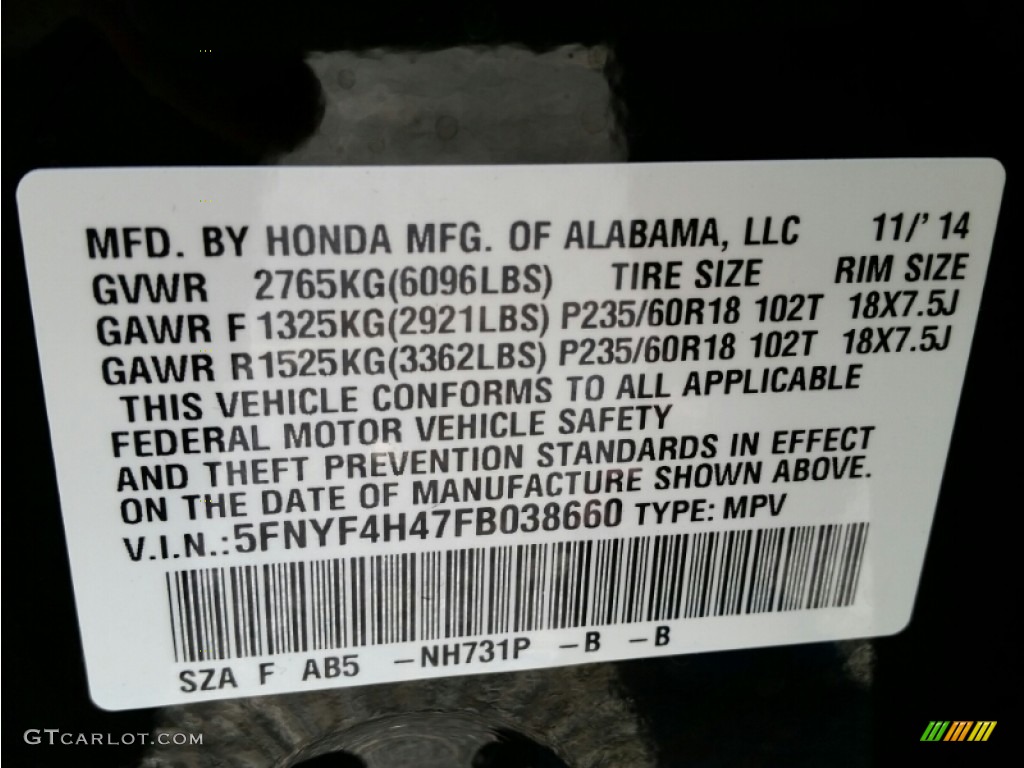 MFD. BY HONDA MFG. OF ALABAMA, LLC 11/' 14
GVWR 2765KG(6096LBS) TIRE SIZE RIM SIZE
GAWR F 1325KG(2921LBS) P235/60R18 102T 18X7.5J
GAWR R1525KG(3362LBS) P235/60R18 102T 18X7.5J
THIS VEHICLE CONFORMS TO ALL APPLICABLE
FEDERAL MOTOR VEHICLE SAFETY
AND THEFT PREVENTION STANDARDS IN EFFECT
ON THE DATE OF MANUFACTURE SHOWN ABOVE.
V.I.N.:5FNYF4H47FB038660 TYPE: MPV
SZA F AB5 –NH731P –B –B
GTCARLOT.COM